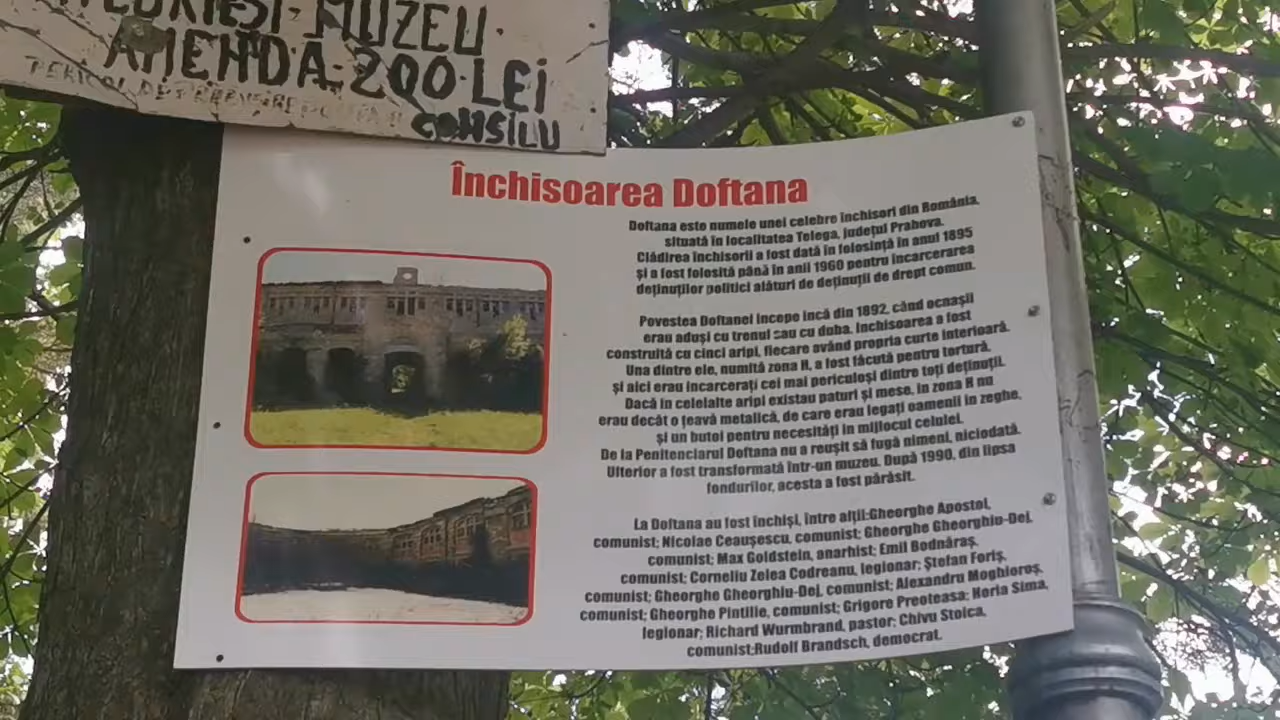 MUZEU.
AMENDA-200 LEI
PERICOL DE
CONSILU
Închisoarea Doftana
Doftana este numele unei celebre închisori din România,
situată în localitatea Telega, județul Prahova.
Clădirea închisorii a fost dată în folosință în anul 1895
și a fost folosită până în anii 1960 pentru încarcerarea
deținuților politici alături de deținuții de drept comun.
Povestea Doftanei începe încă din 1892, când ocnașii
erau aduși cu trenul sau cu duba. Inchisoarea a fost
construită cu cinci aripi, fiecare având propria curte interioară.
Una dintre ele, numită zona H, a fost făcută pentru tortură,
și aici erau incarcerați cei mai periculoși dintre toți deținuții.
Dacă in celelalte aripi existau paturi și mese, in zona H nu
erau decât o țeavă metalică, de care erau legați oamenii in zeghe,
și un butoi pentru necesități in mijlocul celulei.
De la Penitenciarul Doftana nu a reușit să fugă nimeni, niciodată.
Ulterior a fost transformată într-un muzeu. După 1990, din lipsa
fondurilor, acesta a fost părăsit.
La Doftana au fost închiși, între alții:Gheorghe Apostol,
comunist; Nicolae Ceaușescu, comunist; Gheorghe Gheorghiu-Dej,
comunist; Max Goldstein, anarhist; Emil Bodnăraș,
comunist; Corneliu Zelea Codreanu, legionar; Ștefan Foriș,
comunist; Gheorghe Gheorghiu-Dej, comunist; Alexandru Moghioroș,
comunist; Gheorghe Pintilie, comunist; Grigore Preoteasa; Horia Sima,
legionar; Richard Wurmbrand, pastor; Chivu Stoica,
comunist;Rudolf Brandsch, democrat.